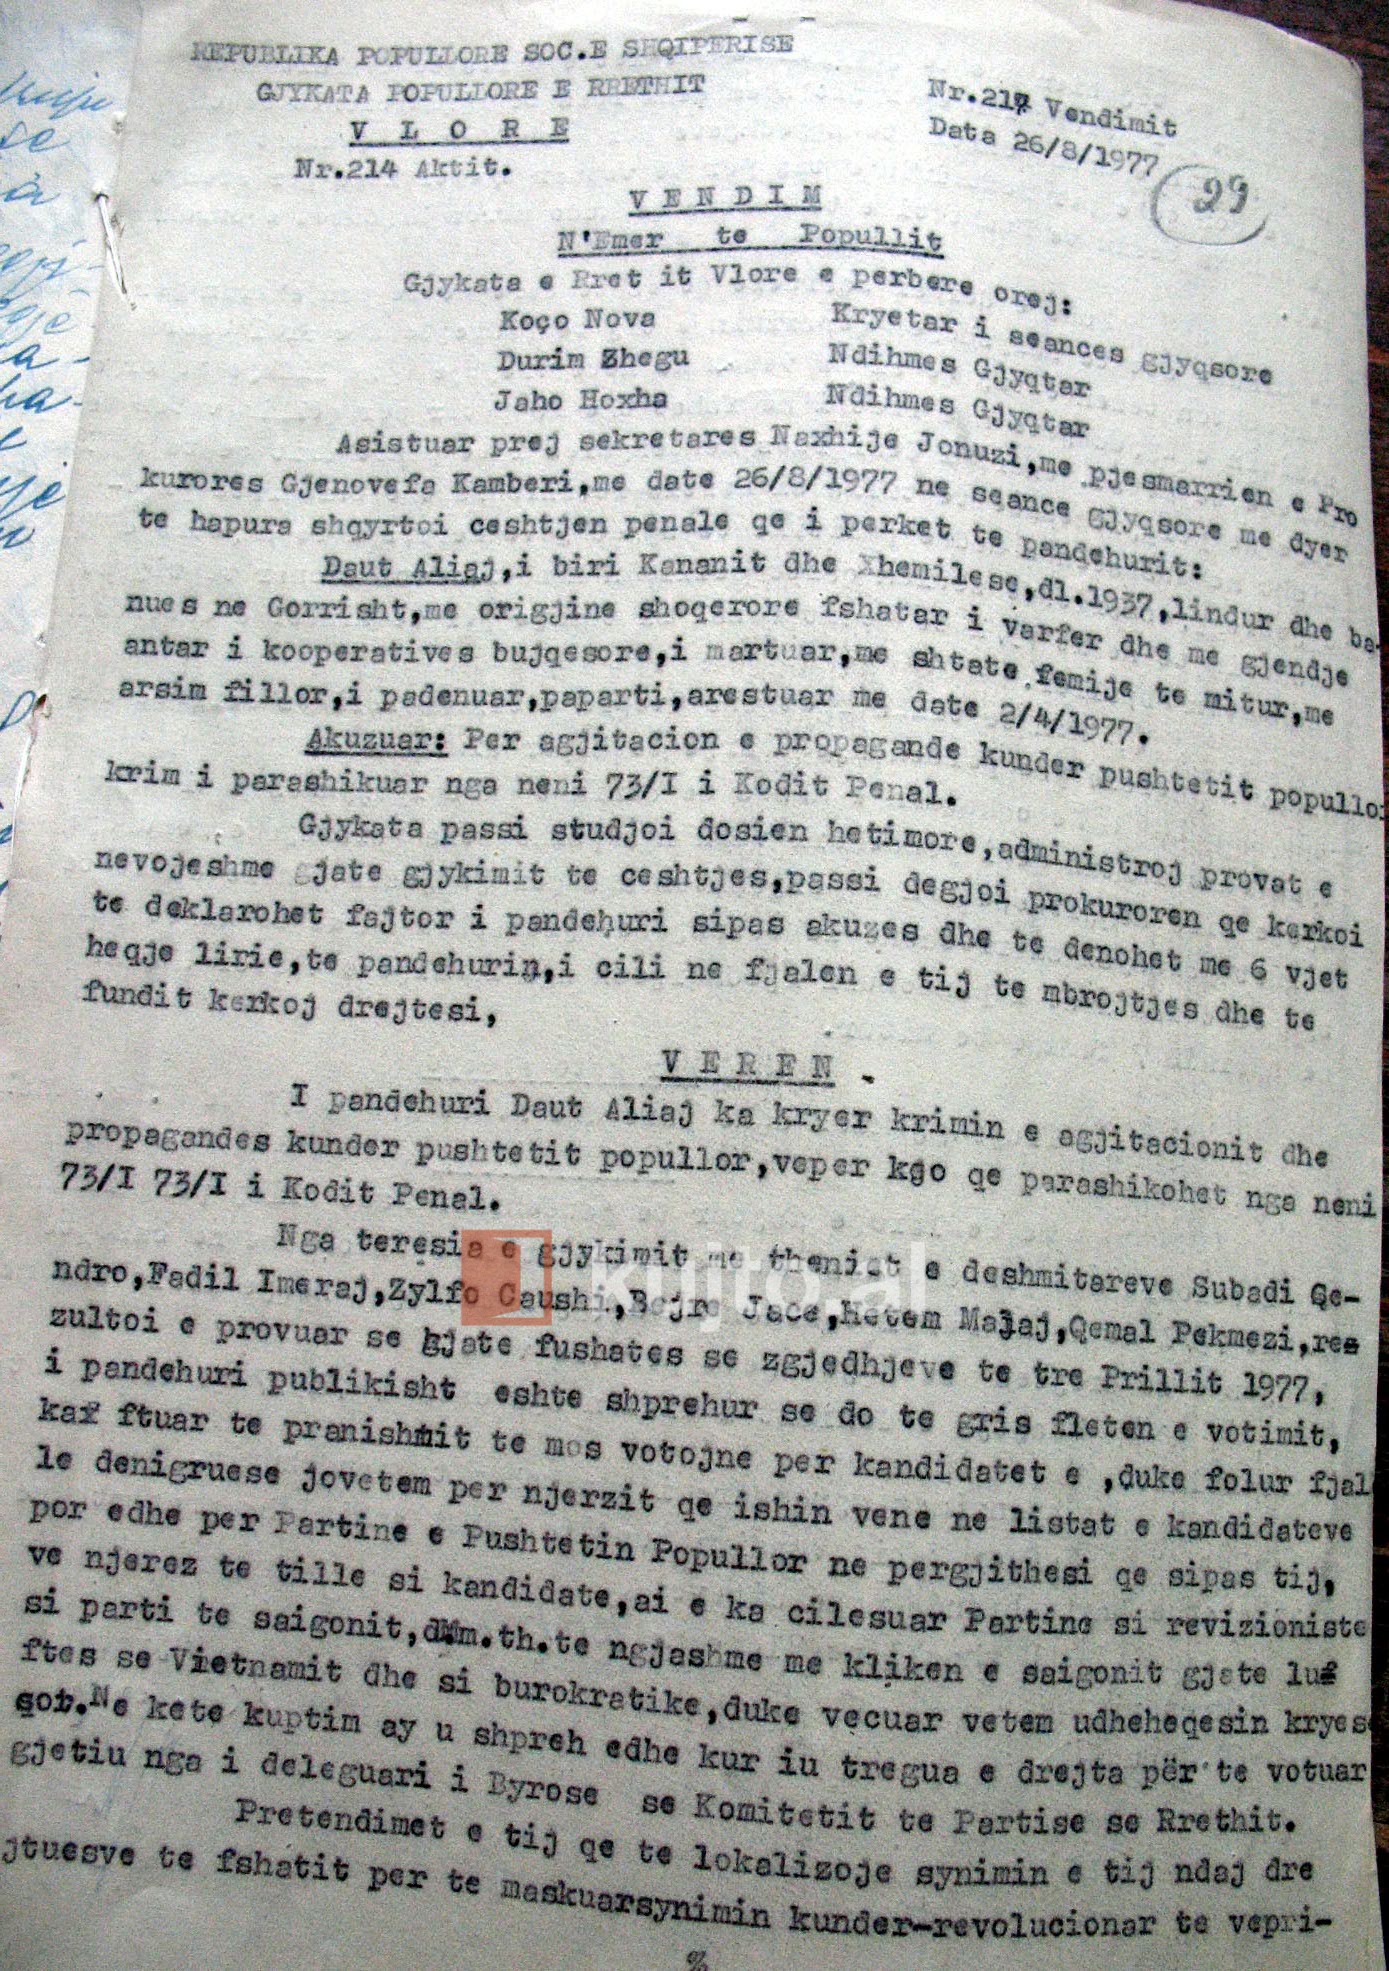 REPUBLIKA POPULLORE SOC.E SHQIPERISE
GJYKATA POPULLORE E RRETHIT
V L O R E
Nr.214 Aktit.
Nr.217 Vendimit
Data 26/8/1977
29
V E N D I M
N'Emer te Popullit
Gjykata e Rret it Vlore e perbere orej:
Koço Nova Kryetar i seances gjyqsore
Durim Zhegu Ndihmes Gjyqtar
Jaho Hoxha Ndihmes Gjyqtar
Asistuar prej sekretares Naxhije Jonuzi,me pjesmarrien e Pro
kurores Gjenovefa Kamberi,me date 26/8/1977 ne seance gjyqsore me dyer
te hapura shqyrtoi ceshtjen penale qe i perket te pandehurit:
Daut Aliaj,i biri Kananit dhe Xhemilese,dl.1937,lindur dhe ba-
nues ne Gorrisht,me origjine shoqerore fshatar i varfer dhe me gjendje
antar i kooperatives bujqesore,i martuar,me shtate femije te mitur,me
arsim fillor,i padenuar,paparti,arestuar me date 2/4/1977.
Akuzuar: Per agjitacion e propagande kunder pushtetit popullor
krim i parashikuar nga neni 73/I i Kodit Penal.
Gjykata passi studjoi dosien hetimore,administroj provat e
nevojeshme gjate gjykimit te ceshtjes,passi degjoi prokuroren qe kerkoi
te deklarohet fajtor i pandehuri sipas akuzes dhe te denohet me 6 vjet
heqje lirie,te pandehurin,i cili ne fjalen e tij te mbrojtjes dhe te
fundit kerkoj drejtesi,
V E R E N .
I pandehuri Daut Aliaj ka kryer krimin e agjitacionit dhe
propagandes kunder pushtetit popullor,veper kjo qe parashikohet nga neni
73/I 73/I i Kodit Penal.
Nga teresia e gjykimit me theniet e deshmitareve Subadi Qe-
ndro,Fadil Imeraj,Zylfo Caushi,Bejro Jace,Hetem Malaj,Qemal Pekmezi,res
zultoi e provuar se gjate fushates se zgjedhjeve te tre Prillit 1977,
i pandehuri publikisht eshte shprehur se do te gris fleten e votimit,
kaf ftuar te pranishmit te mos votojne per kandidatet e ,duke folur fjal
le denigruese jovetem per njerzit qe ishin vene ne listat e kandidateve
por edhe per Partine e Pushtetin Popullor ne pergjithesi qe sipas tij,
ve njerez te tille si kandidate,ai e ka cilesuar Partine si revizioniste
si parti te saigonit,d.m.th.te ngjashme me kliken e saigonit gjate luf
ftes se Vietnamit dhe si burokratike,duke vecuar vetem udheheqesin kryes
sor.Ne kete kuptim ay u shpreh edhe kur iu tregua e drejta për te votuar
gjetiu nga i deleguari i Byrose se Komitetit te Partise se Rrethit.
Pretendimet e tij qe te lokalizoje synimin e tij ndaj dre
jtuesve te fshatit per te maskuarsynimin kunder-revolucionar te vepri-
kujto.al